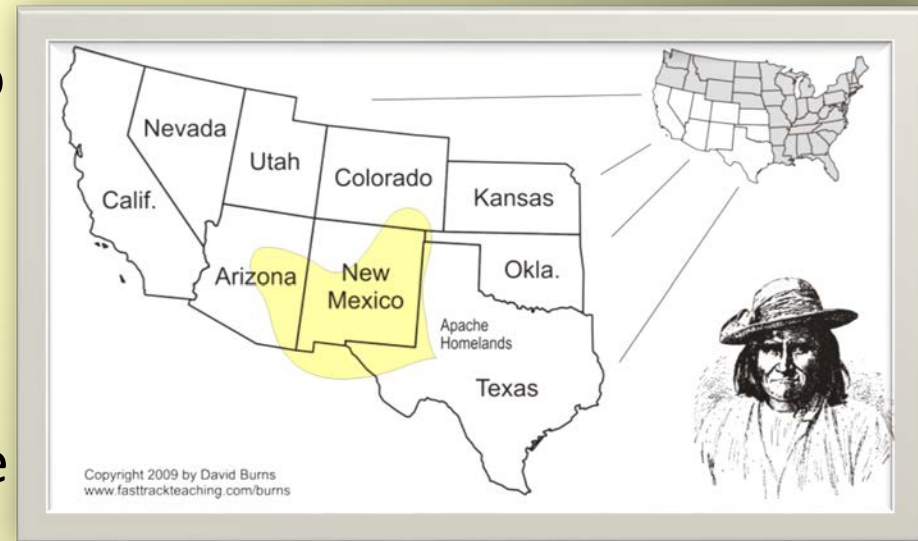 Nevada
Utah
Colorado
Calif.
Kansas
Arizona
New
Mexico
Okla.
Apache
Homelands
Texas
Copyright 2009 by David Burns
www.fasttrackteaching.com/burns